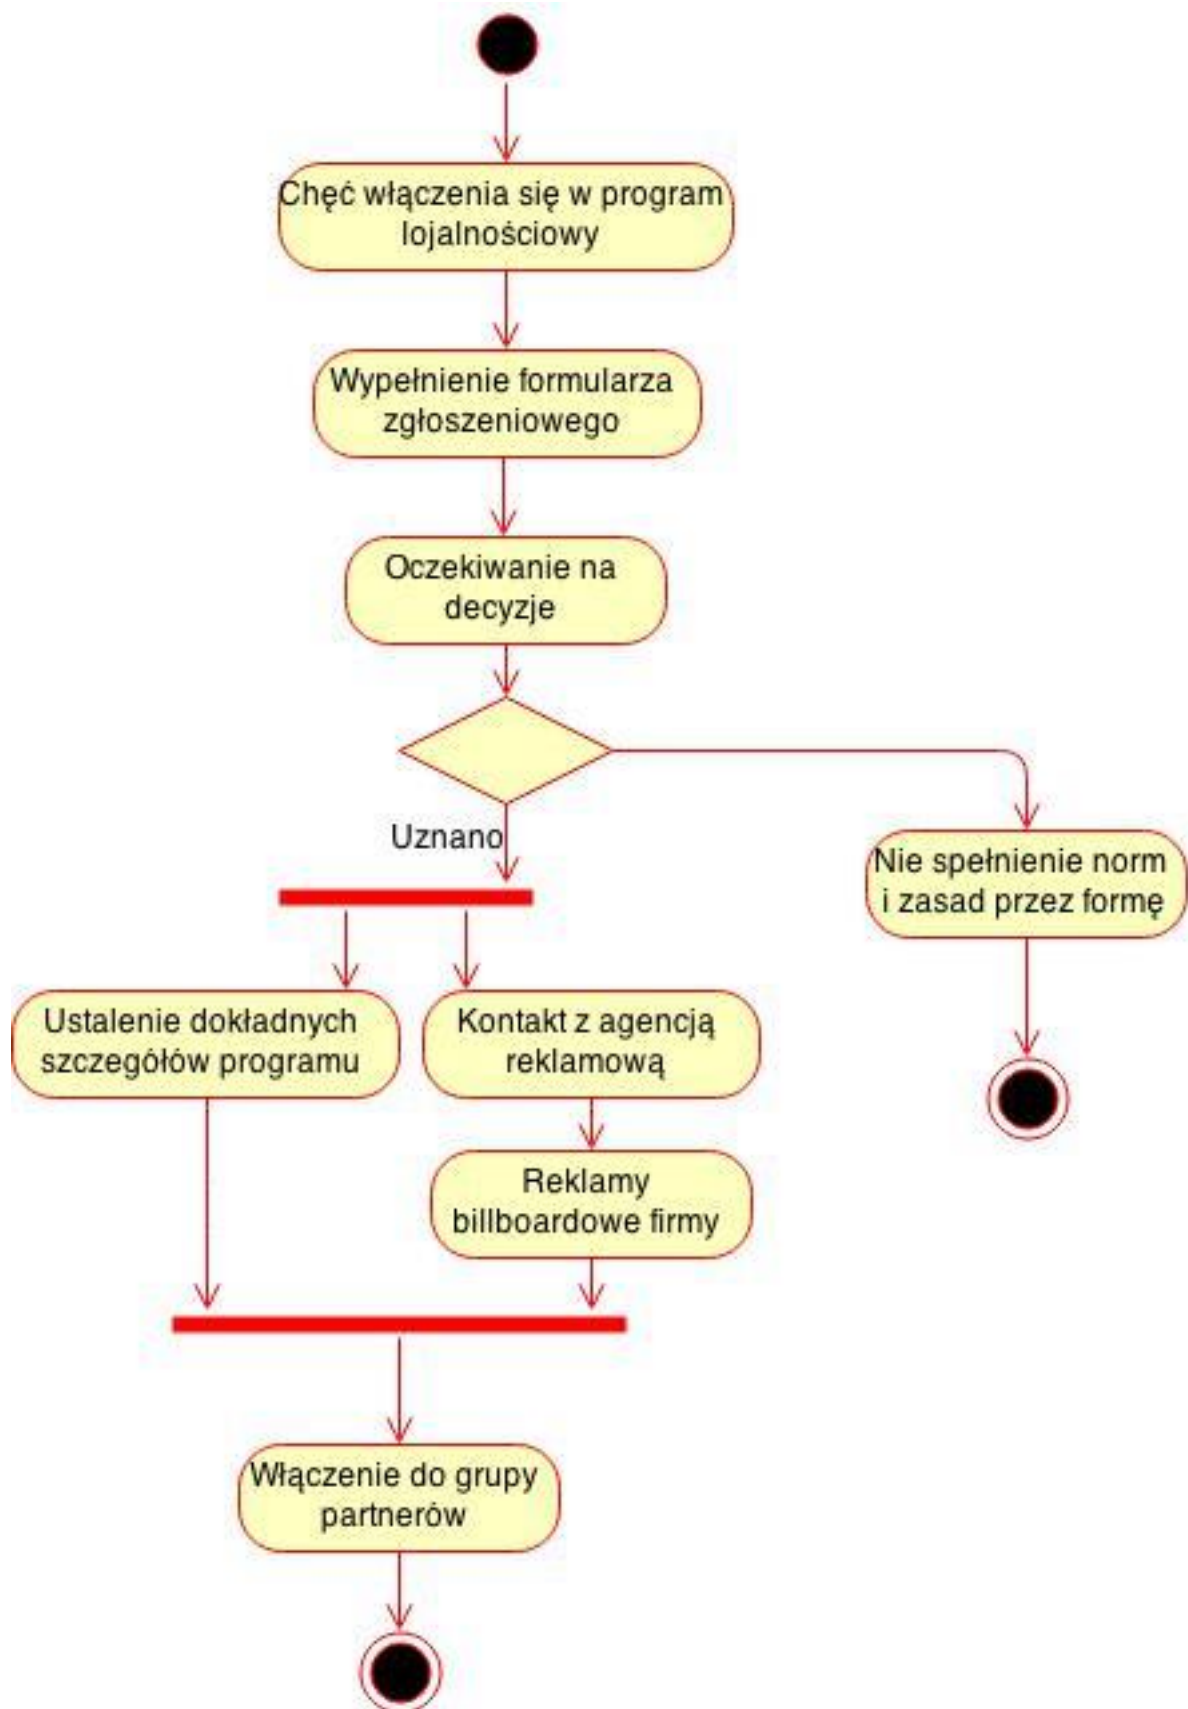 Chęć włączenia się w program
lojalnościowy
Wypełnienie formularza
zgłoszeniowego
Oczekiwanie na
decyzje
Uznano
Nie spełnienie norm
i zasad przez formę
Ustalenie dokładnych
szczegółów programu
Kontakt z agencją
reklamową
Reklamy
billboardowe firmy
Włączenie do grupy
partnerów